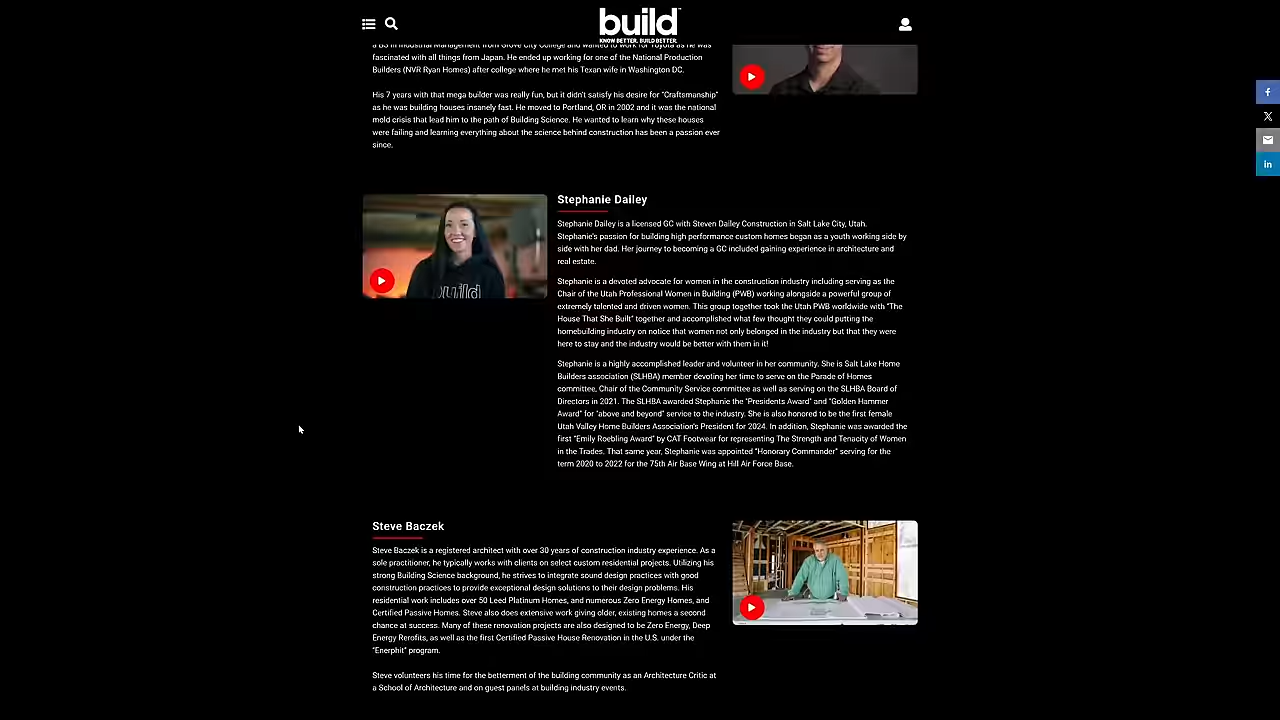 build
KNOW BETTER. BUILD BETTER.
a BS in Industrial Management from Grove City College and wanted to work for Toyota as he was
fascinated with all things from Japan. He ended up working for one of the National Production
Builders (NVR Ryan Homes) after college where he met his Texan wife in Washington DC.
His 7 years with that mega builder was really fun, but it didn't satisfy his desire for "Craftsmanship"
as he was building houses insanely fast. He moved to Portland, OR in 2002 and it was the national
mold crisis that lead him to the path of Building Science. He wanted to learn why these houses
were failing and learning everything about the science behind construction has been a passion ever
since.
Stephanie Dailey
Stephanie Dailey is a licensed GC with Steven Dailey Construction in Salt Lake City, Utah.
Stephanie's passion for building high performance custom homes began as a youth working side by
side with her dad. Her journey to becoming a GC included gaining experience in architecture and
real estate.
Stephanie is a devoted advocate for women in the construction industry including serving as the
Chair of the Utah Professional Women in Building (PWB) working alongside a powerful group of
extremely talented and driven women. This group together took the Utah PWB worldwide with "The
House That She Built" together and accomplished what few thought they could putting the
homebuilding industry on notice that women not only belonged in the industry but that they were
here to stay and the industry would be better with them in it!
Stephanie is a highly accomplished leader and volunteer in her community. She is Salt Lake Home
Builders association (SLHBA) member devoting her time to serve on the Parade of Homes
committee, Chair of the Community Service committee as well as serving on the SLHBA Board of
Directors in 2021. The SLHBA awarded Stephanie the "Presidents Award" and "Golden Hammer
Award" for "above and beyond" service to the industry. She is also honored to be the first female
Utah Valley Home Builders Association's President for 2024. In addition, Stephanie was awarded the
first "Emily Roebling Award" by CAT Footwear for representing The Strength and Tenacity of Women
in the Trades. That same year, Stephanie was appointed "Honorary Commander" serving for the
term 2020 to 2022 for the 75th Air Base Wing at Hill Air Force Base.
build
Steve Baczek
Steve Baczek is a registered architect with over 30 years of construction industry experience. As a
sole practitioner, he typically works with clients on select custom residential projects. Utilizing his
strong Building Science background, he strives to integrate sound design practices with good
construction practices to provide exceptional design solutions to their design problems. His
residential work includes over 50 Leed Platinum Homes, and numerous Zero Energy Homes, and
Certified Passive Homes. Steve also does extensive work giving older, existing homes a second
chance at success. Many of these renovation projects are also designed to be Zero Energy, Deep
Energy Rerofits, as well as the first Certified Passive House Renovation in the U.S. under the
"Enerphit" program.
Steve volunteers his time for the betterment of the building community as an Architecture Critic at
a School of Architecture and on guest panels at building industry events.